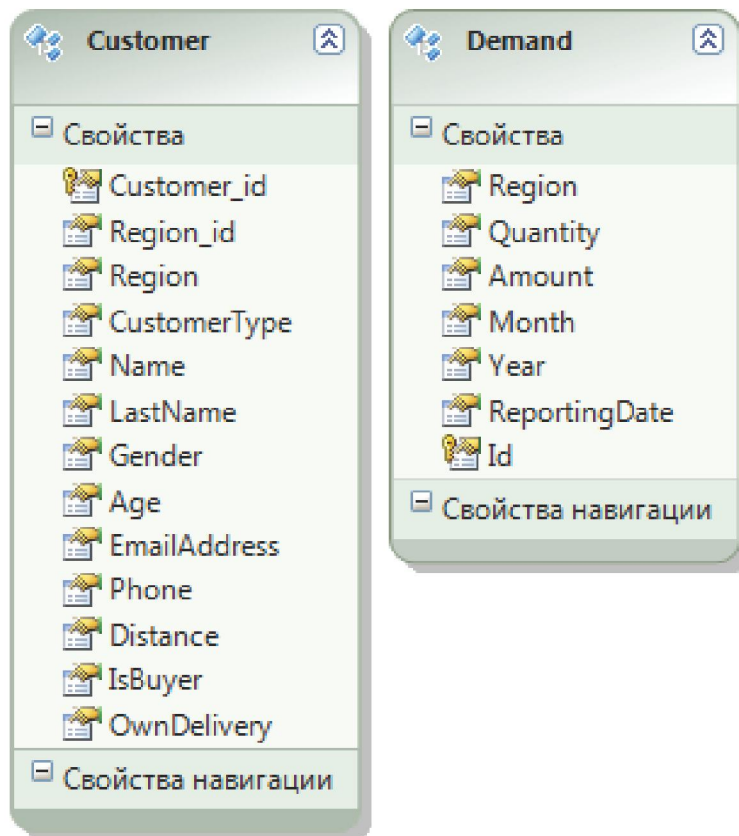 Customer
Свойства
Customer_id
Region_id
Region
CustomerType
Name
LastName
Gender
Age
EmailAddress
Phone
Distance
IsBuyer
OwnDelivery
Свойства навигации
Demand
Свойства
Region
Quantity
Amount
Month
Year
ReportingDate
Id
Свойства навигации